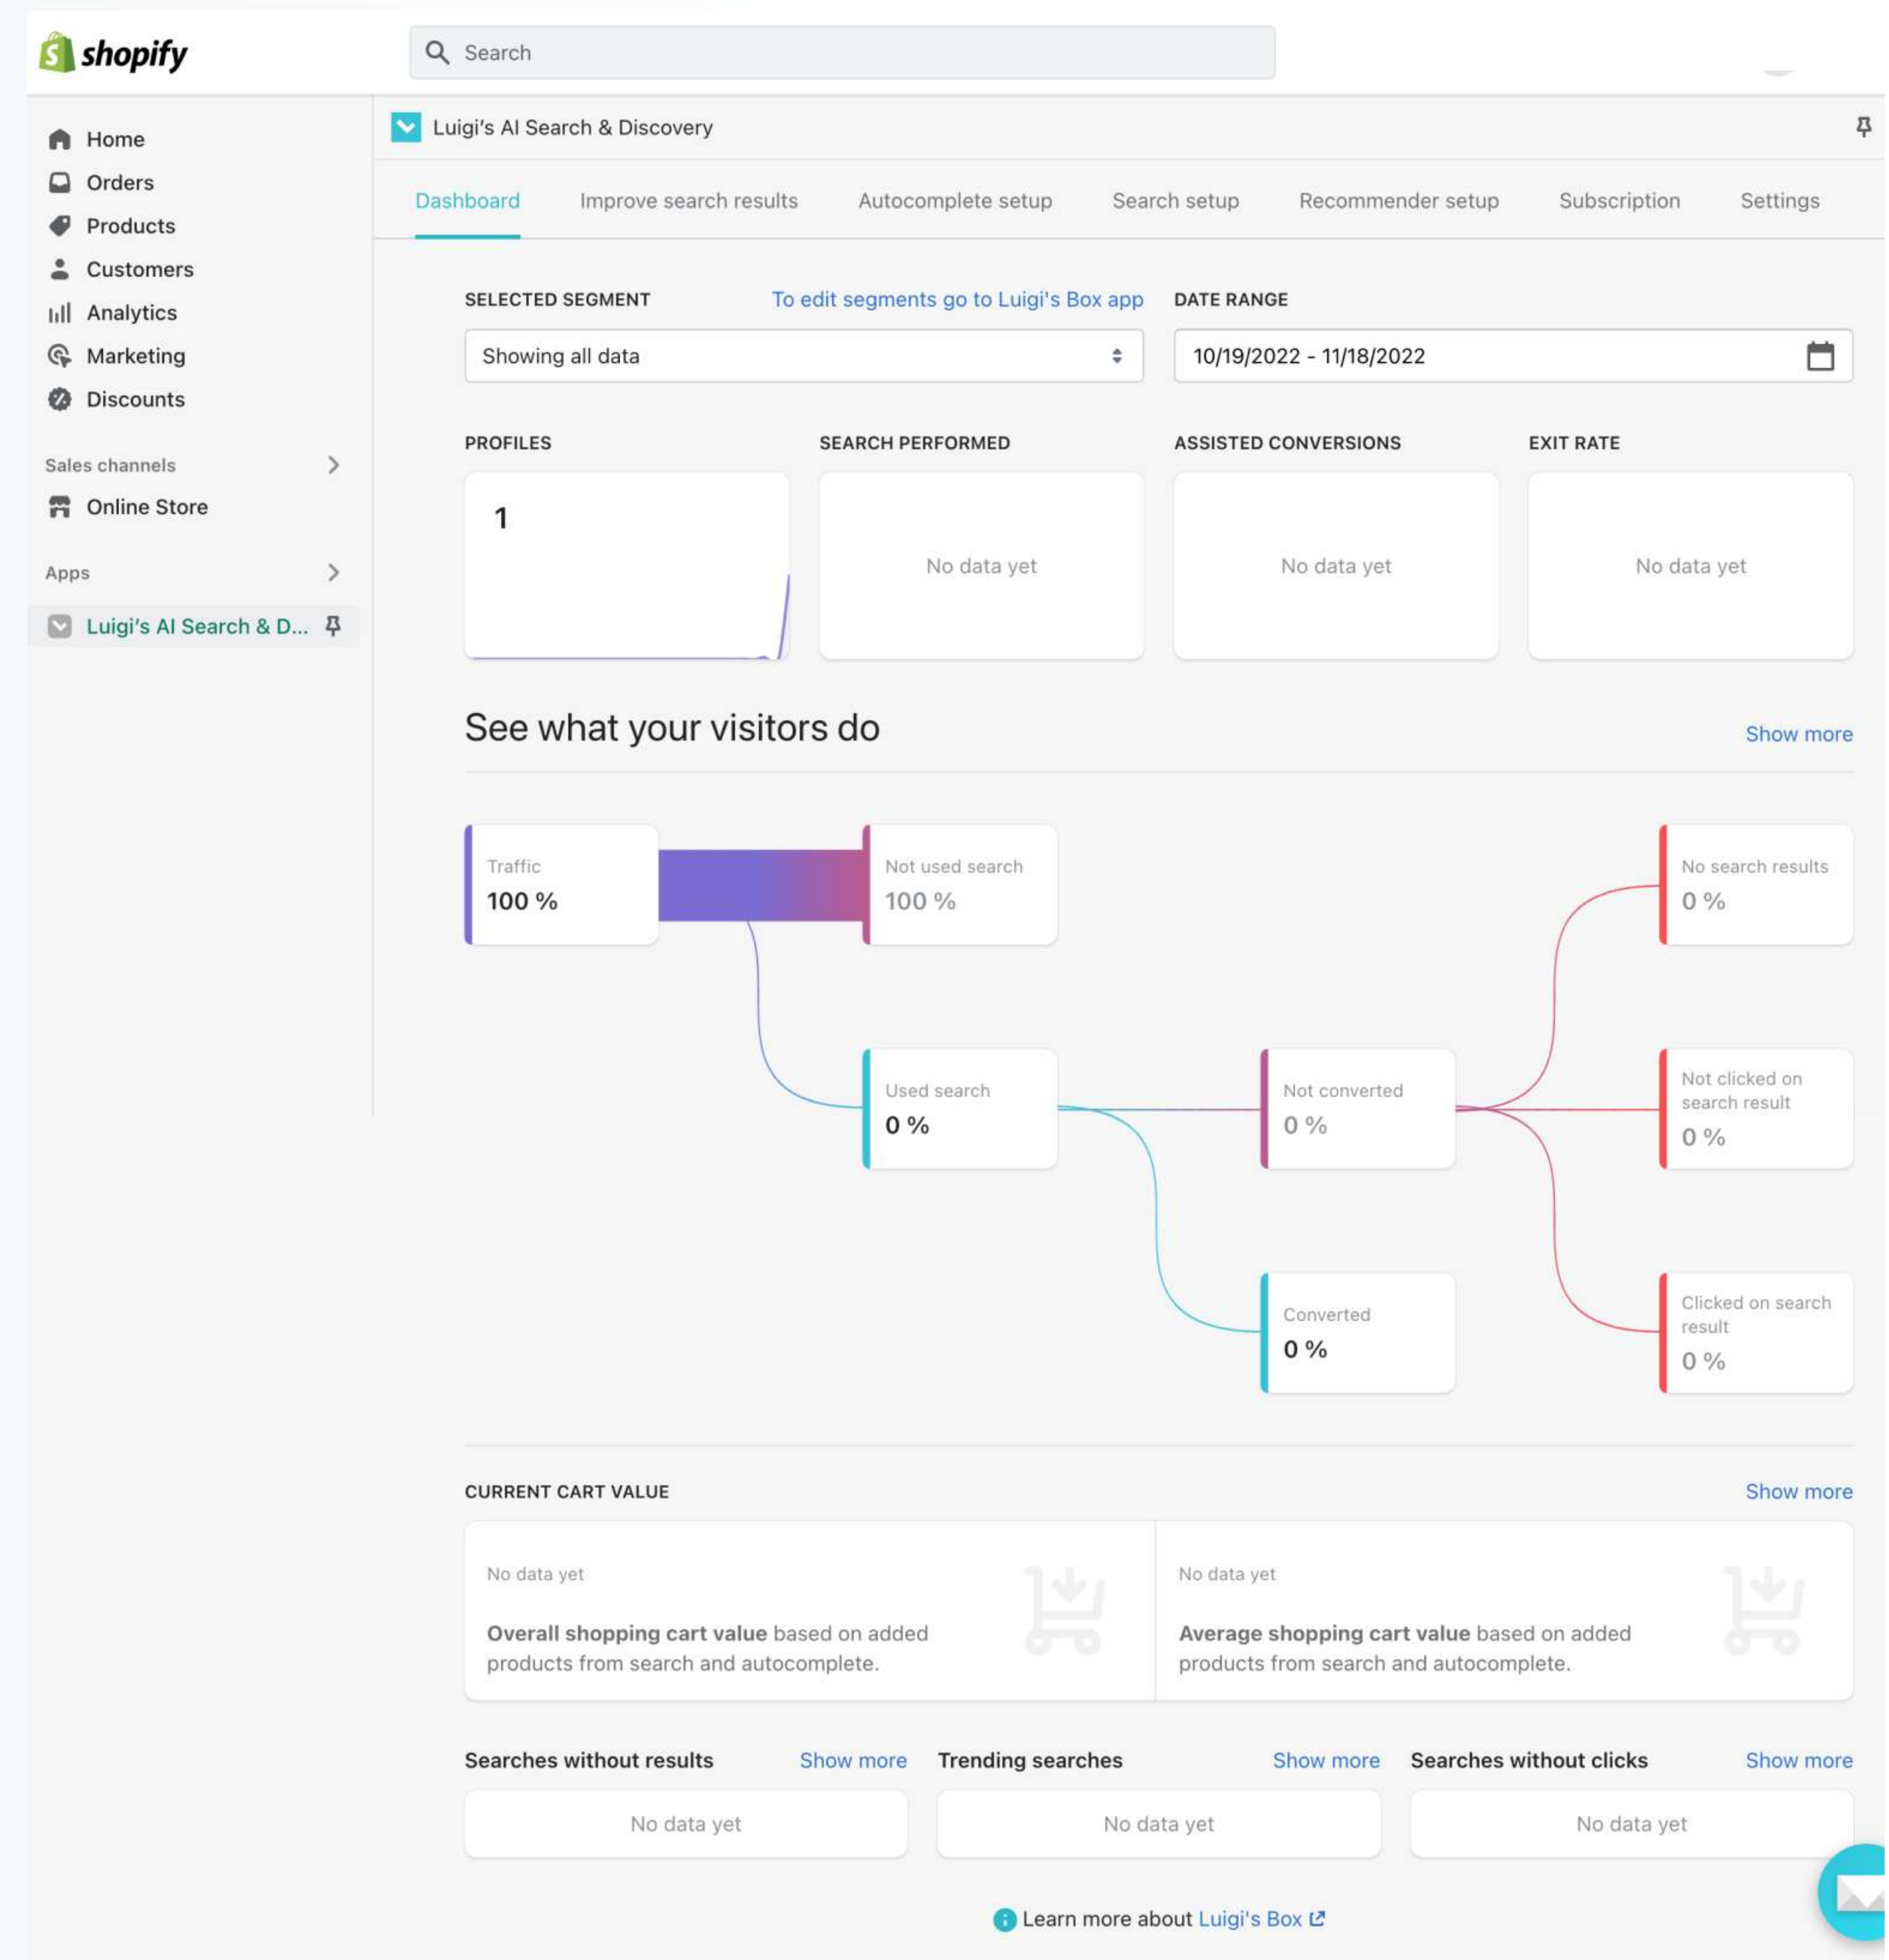 shopify
Search
Home
Orders
Products
Customers
Analytics
Marketing
Discounts
Sales channels
Online Store
Apps
Luigi's AI Search & D...
Luigi's AI Search & Discovery
Dashboard Improve search results Autocomplete setup Search setup Recommender setup Subscription Settings
SELECTED SEGMENT To edit segments go to Luigi's Box app DATE RANGE
Showing all data 10/19/2022 - 11/18/2022
PROFILES SEARCH PERFORMED ASSISTED CONVERSIONS EXIT RATE
1
No data yet No data yet No data yet
See what your visitors do Show more
Traffic
100 %
Not used search
100 %
No search results
0 %
Used search
0 %
Not converted
0 %
Not clicked on
search result
0 %
Converted
0 %
Clicked on search
result
0 %
CURRENT CART VALUE Show more
No data yet
Overall shopping cart value based on added
products from search and autocomplete.
No data yet
Average shopping cart value based on added
products from search and autocomplete.
Searches without results Show more Trending searches Show more Searches without clicks Show more
No data yet No data yet No data yet
Learn more about Luigi's Box